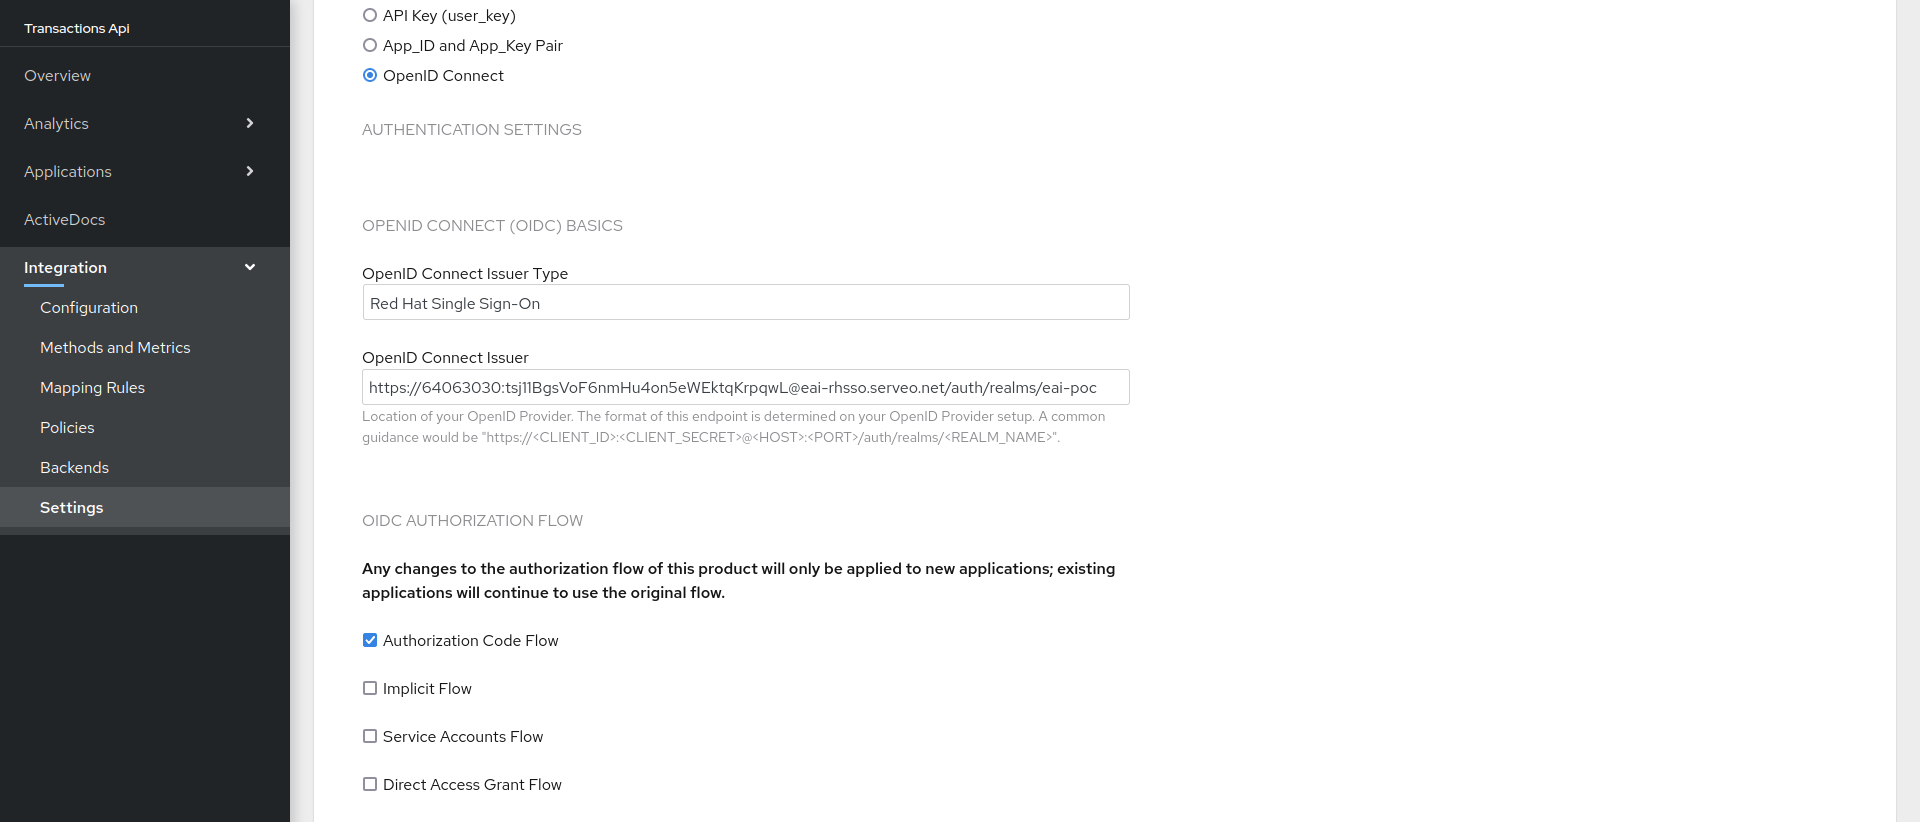 Transactions Api
Overview
Analytics
Applications
ActiveDocs
Integration
Configuration
Methods and Metrics
Mapping Rules
Policies
Backends
Settings
API Key (user_key)
App_ID and App_Key Pair
OpenID Connect
AUTHENTICATION SETTINGS
OPENID CONNECT (OIDC) BASICS
OpenID Connect Issuer Type
Red Hat Single Sign-On
OpenID Connect Issuer
https://64063030:tsj11BgsVoF6nmHu4on5eWEktqKrpqwL@eai-rhsso.serveo.net/auth/realms/eai-poc
Location of your OpenID Provider. The format of this endpoint is determined on your OpenID Provider setup. A common
guidance would be "https://<CLIENT_ID>:<CLIENT_SECRET>@<HOST>:<PORT>/auth/realms/<REALM_NAME>".
OIDC AUTHORIZATION FLOW
Any changes to the authorization flow of this product will only be applied to new applications; existing
applications will continue to use the original flow.
Authorization Code Flow
Implicit Flow
Service Accounts Flow
Direct Access Grant Flow